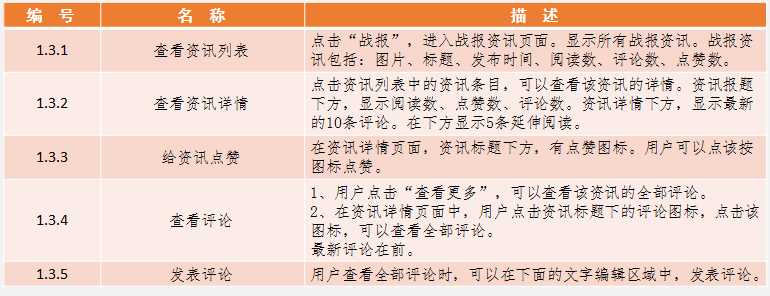 编 号 名 称 描 述
1.3.1 查看资讯列表 点击“战报”，进入战报资讯页面。显示所有战报资讯。战报资
讯包括：图片、标题、发布时间、阅读数、评论数、点赞数。
1.3.2 查看资讯详情 点击资讯列表中的资讯条目，可以查看该资讯的详情。资讯报题
下方，显示阅读数、点赞数、评论数。资讯详情下方，显示最新
的10条评论。在下方显示5条延伸阅读。
1.3.3 给资讯点赞 在资讯详情页面，资讯标题下方，有点赞图标。用户可以点该按
图标点赞。
1.3.4 查看评论 1、用户点击“查看更多”，可以查看该资讯的全部评论。
2、在资讯详情页面中，用户点击资讯标题下的评论图标，点击该
图标，可以查看全部评论。
最新评论在前。
1.3.5 发表评论 用户查看全部评论时，可以在下面的文字编辑区域中，发表评论。